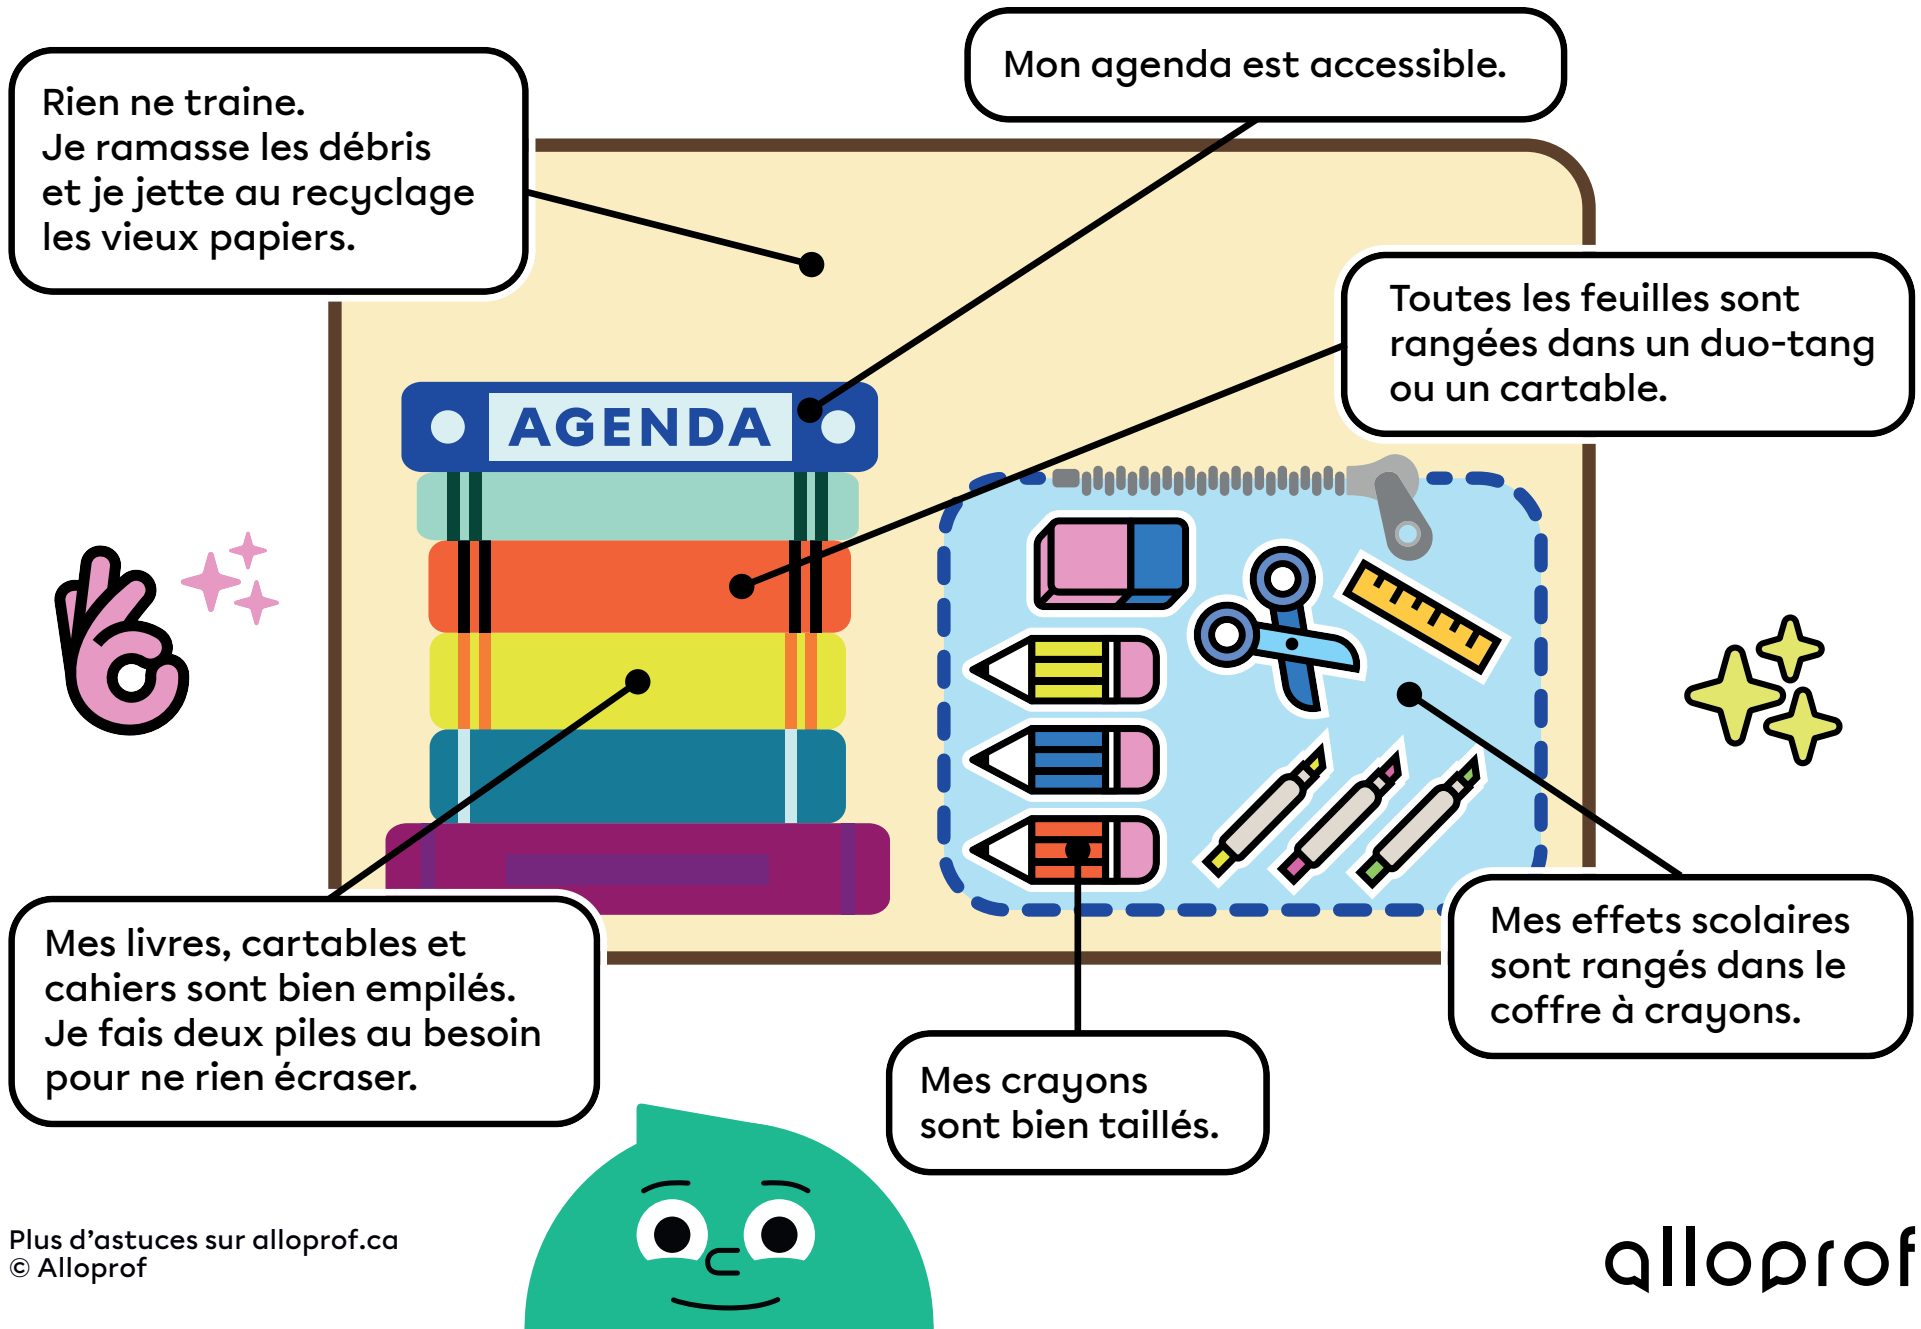 Mon agenda est accessible.
Rien ne traine.
Je ramasse les débris
et je jette au recyclage
les vieux papiers.
Toutes les feuilles sont
rangées dans un duo-tang
ou un cartable.
AGENDA
Mes livres, cartables et
cahiers sont bien empilés.
Je fais deux piles au besoin
pour ne rien écraser.
Mes effets scolaires
sont rangés dans le
coffre à crayons.
Mes crayons
sont bien taillés.
Plus d’astuces sur alloprof.ca
© Alloprof
alloprof